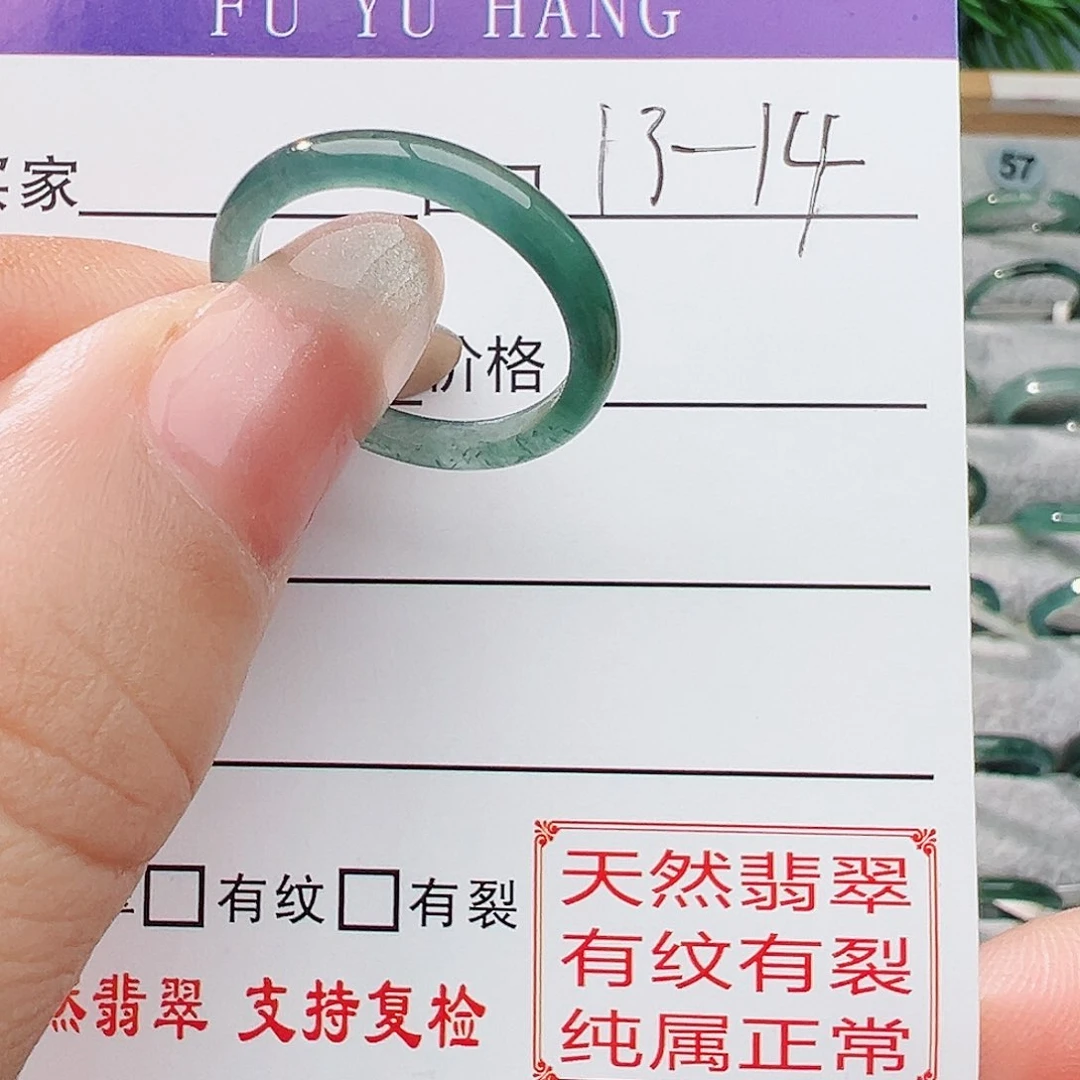 FU YU HANG
买家 13-14
价格
有纹 有裂
天然翡翠
有纹有裂
纯属正常
然翡翠 支持复检
57